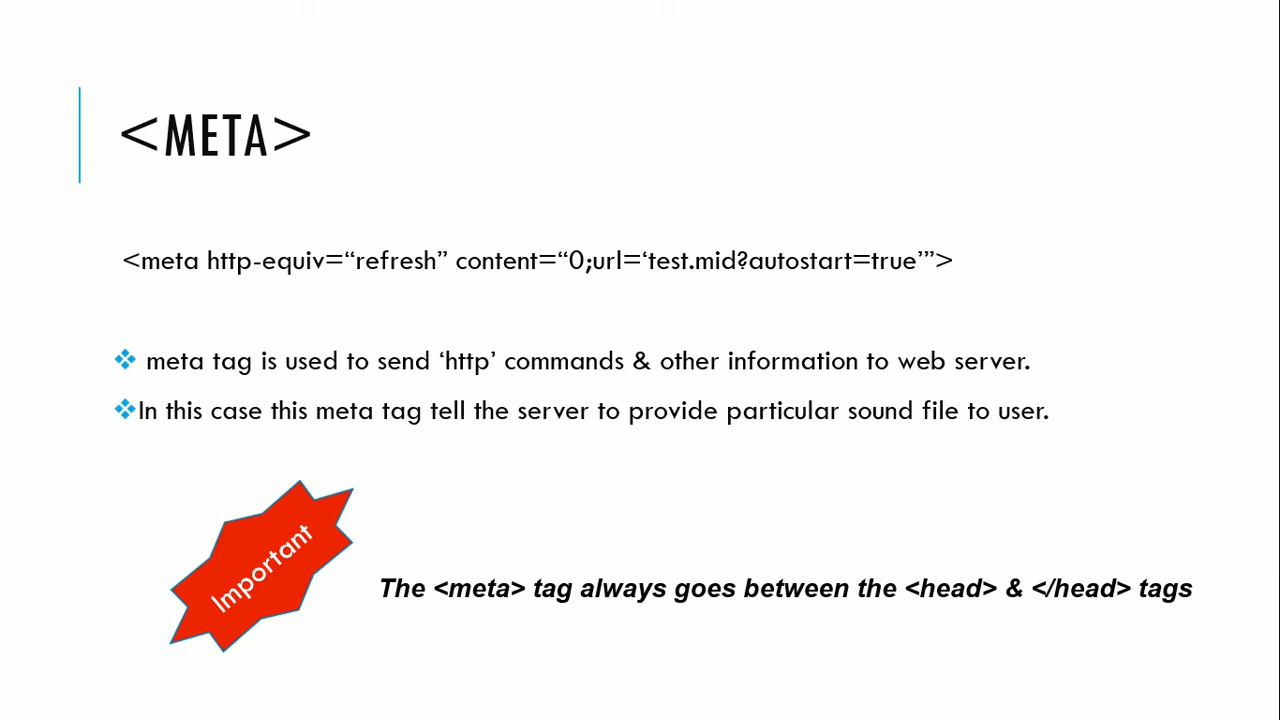 <META>
<meta http-equiv=“refresh” content=“0;url=‘test.mid?autostart=true’”>
❖ meta tag is used to send ‘http’ commands & other information to web server.
❖In this case this meta tag tell the server to provide particular sound file to user.
Important
The <meta> tag always goes between the <head> & </head> tags